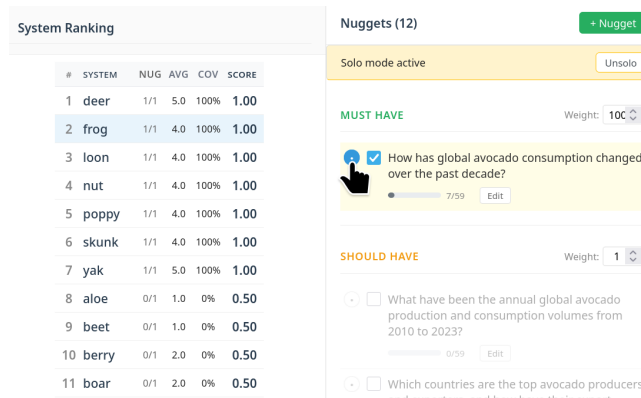 System Ranking
# SYSTEM NUG AVG COV SCORE
1 deer 1/1 5.0 100% 1.00
2 frog 1/1 4.0 100% 1.00
3 loon 1/1 4.0 100% 1.00
4 nut 1/1 4.0 100% 1.00
5 poppy 1/1 4.0 100% 1.00
6 skunk 1/1 4.0 100% 1.00
7 yak 1/1 5.0 100% 1.00
8 aloe 0/1 1.0 0% 0.50
9 beet 0/1 1.0 0% 0.50
10 berry 0/1 2.0 0% 0.50
11 boar 0/1 2.0 0% 0.50
Nuggets (12)
+ Nugget
Solo mode active
Unsolo
MUST HAVE
Weight: 100
How has global avocado consumption changed
over the past decade?
7/59 Edit
SHOULD HAVE
Weight: 1
What have been the annual global avocado
production and consumption volumes from
2010 to 2023?
0/59 Edit
Which countries are the top avocado producers